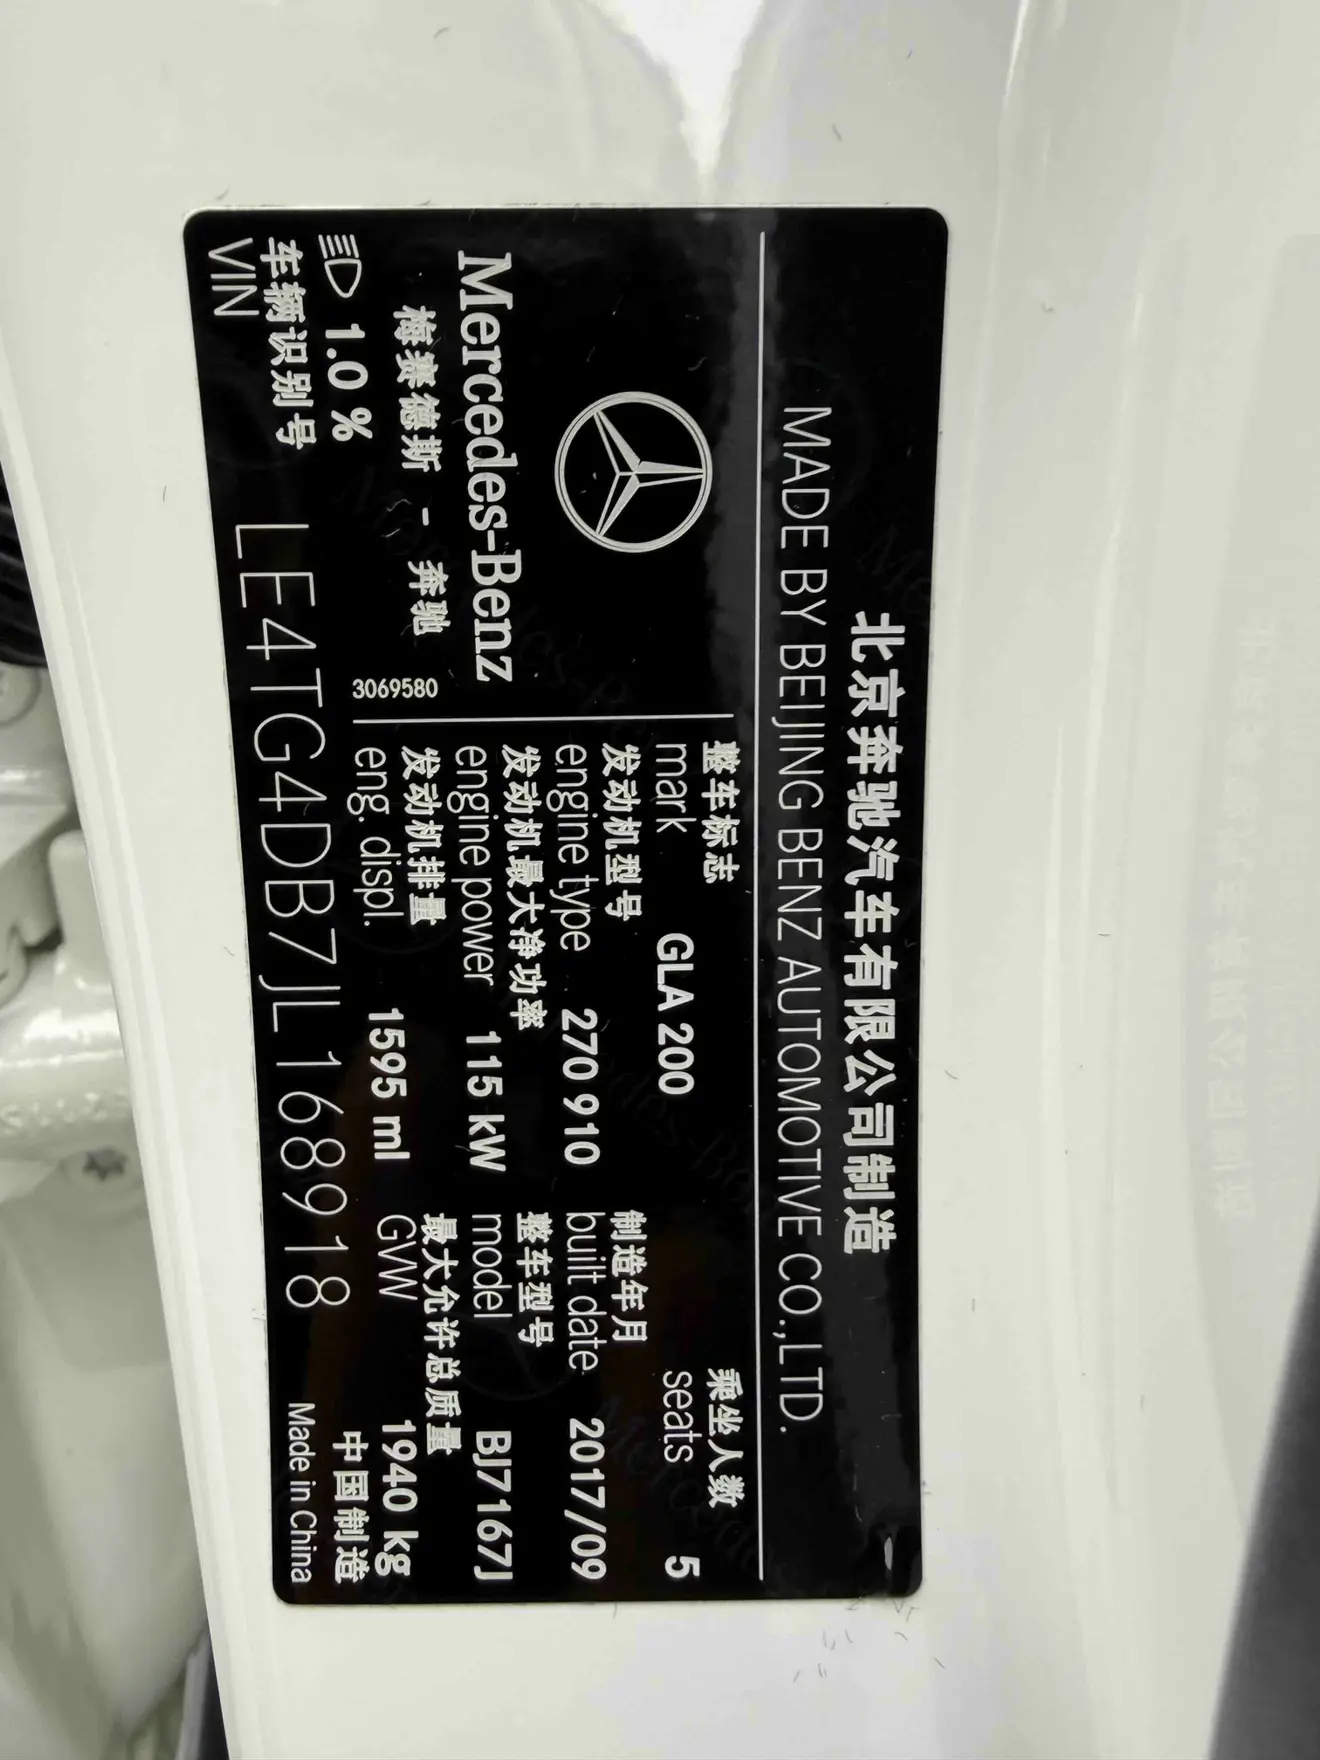 北京奔驰汽车有限公司制造
MADE BY BEIJING BENZ AUTOMOTIVE CO.,LTD.
Mercedes-Benz
梅赛德斯 - 奔驰
3069580
1.0 %
整车标志
mark GLA 200
乘坐人数
seats 5
发动机型号
engine type 270 910
制造年月
built date 2017/09
发动机最大净功率
engine power 115 kW
整车型号
model BJ7167J
发动机排量
eng. displ. 1595 ml
最大允许总质量
GVW 1940 kg
车辆识别号
VIN LE4TG4DB7JL168918
中国制造
Made in China